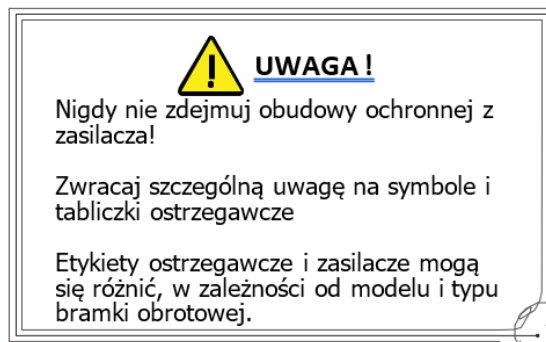 UWAGA !
Nigdy nie zdejmuj obudowy ochronnej z
zasilacza!
Zwracaj szczególną uwagę na symbole i
tabliczki ostrzegawcze
Etykiety ostrzegawcze i zasilacze mogą
się różnić, w zależności od modelu i typu
bramki obrotowej.